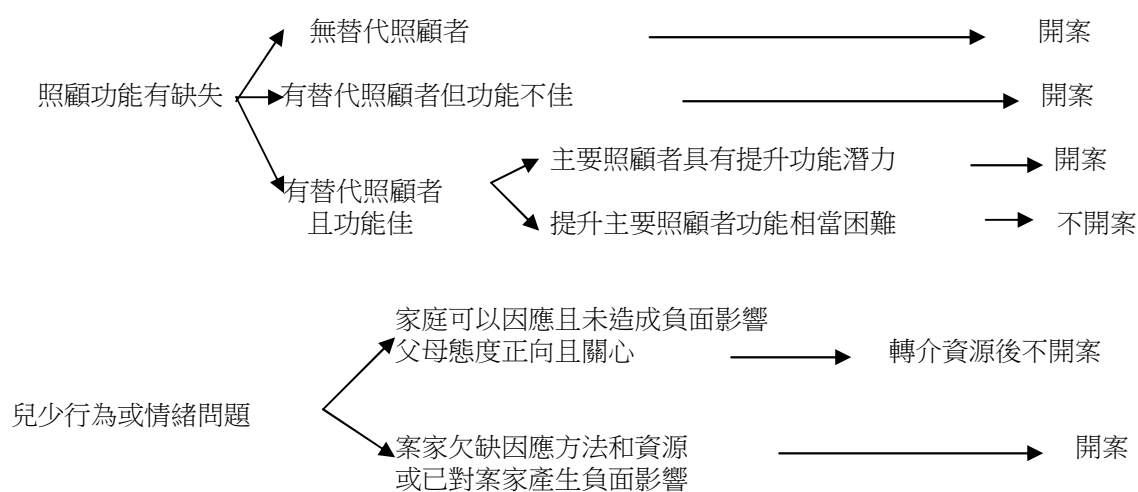 無替代照顧者 開案
照顧功能有缺失 有替代照顧者但功能不佳 開案
主要照顧者具有提升功能潛力 開案
有替代照顧者
且功能佳
提升主要照顧者功能相當困難 不開案
家庭可以因應且未造成負面影響
父母態度正向且關心 轉介資源後不開案
兒少行為或情緒問題
案家欠缺因應方法和資源 開案
或已對案家產生負面影響